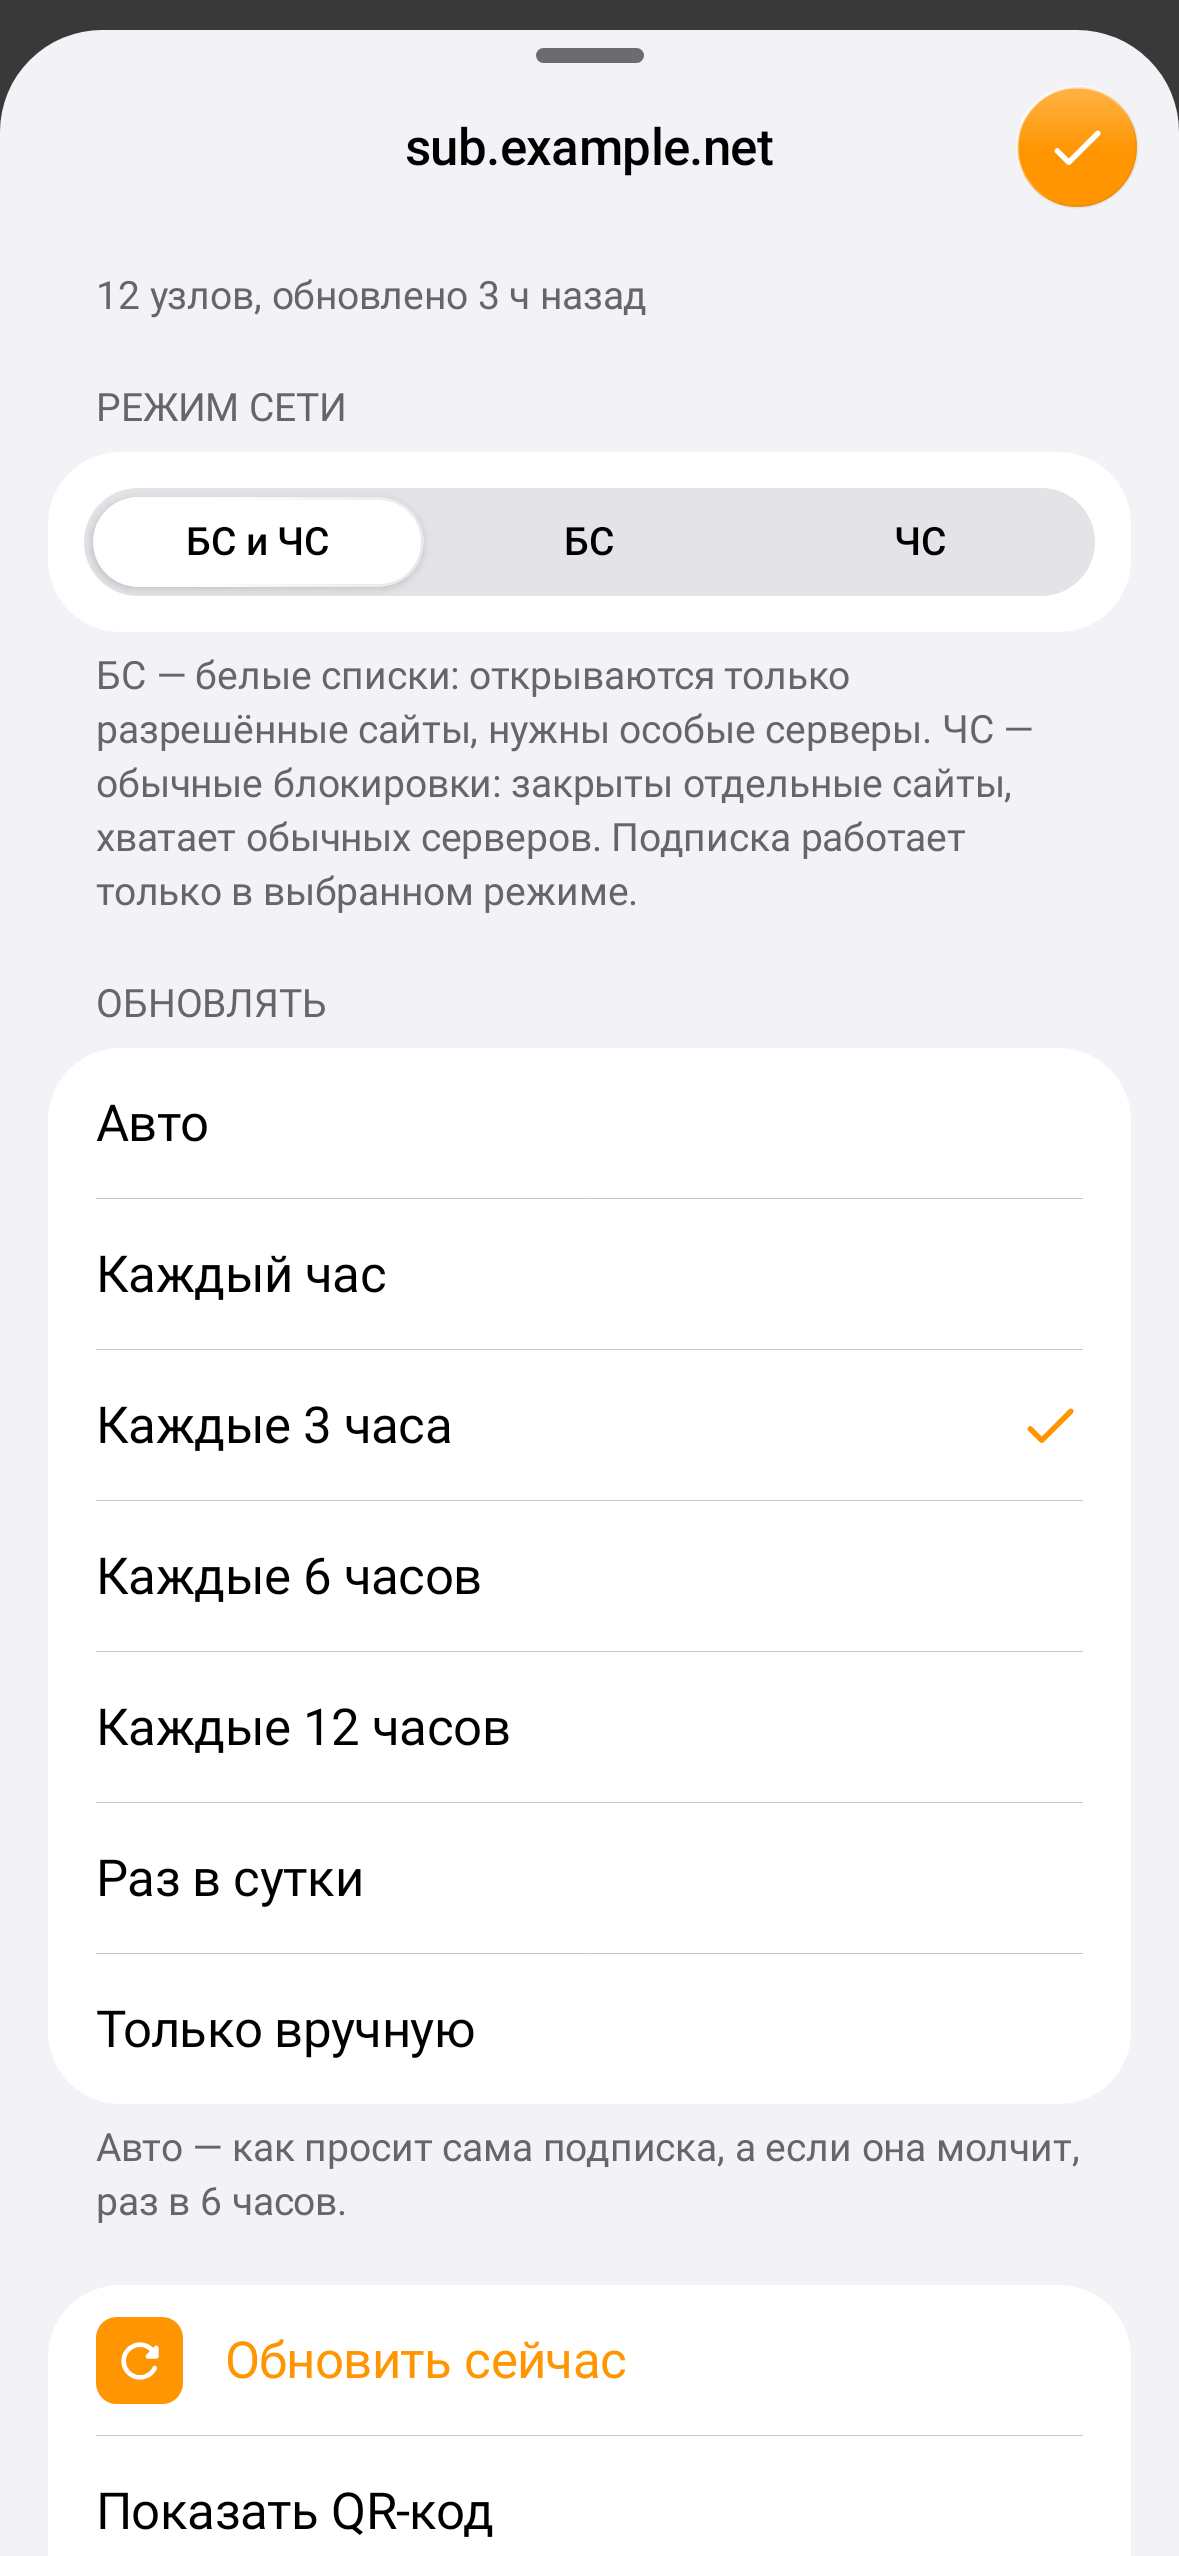 sub.example.net
12 узлов, обновлено 3 ч назад
РЕЖИМ СЕТИ
БС и ЧС
БС
ЧС
БС — белые списки: открываются только
разрешённые сайты, нужны особые серверы. ЧС —
обычные блокировки: закрыты отдельные сайты,
хватает обычных серверов. Подписка работает
только в выбранном режиме.
ОБНОВЛЯТЬ
Авто
Каждый час
Каждые 3 часа
Каждые 6 часов
Каждые 12 часов
Раз в сутки
Только вручную
Авто — как просит сама подписка, а если она молчит,
раз в 6 часов.
Обновить сейчас
Показать QR-код